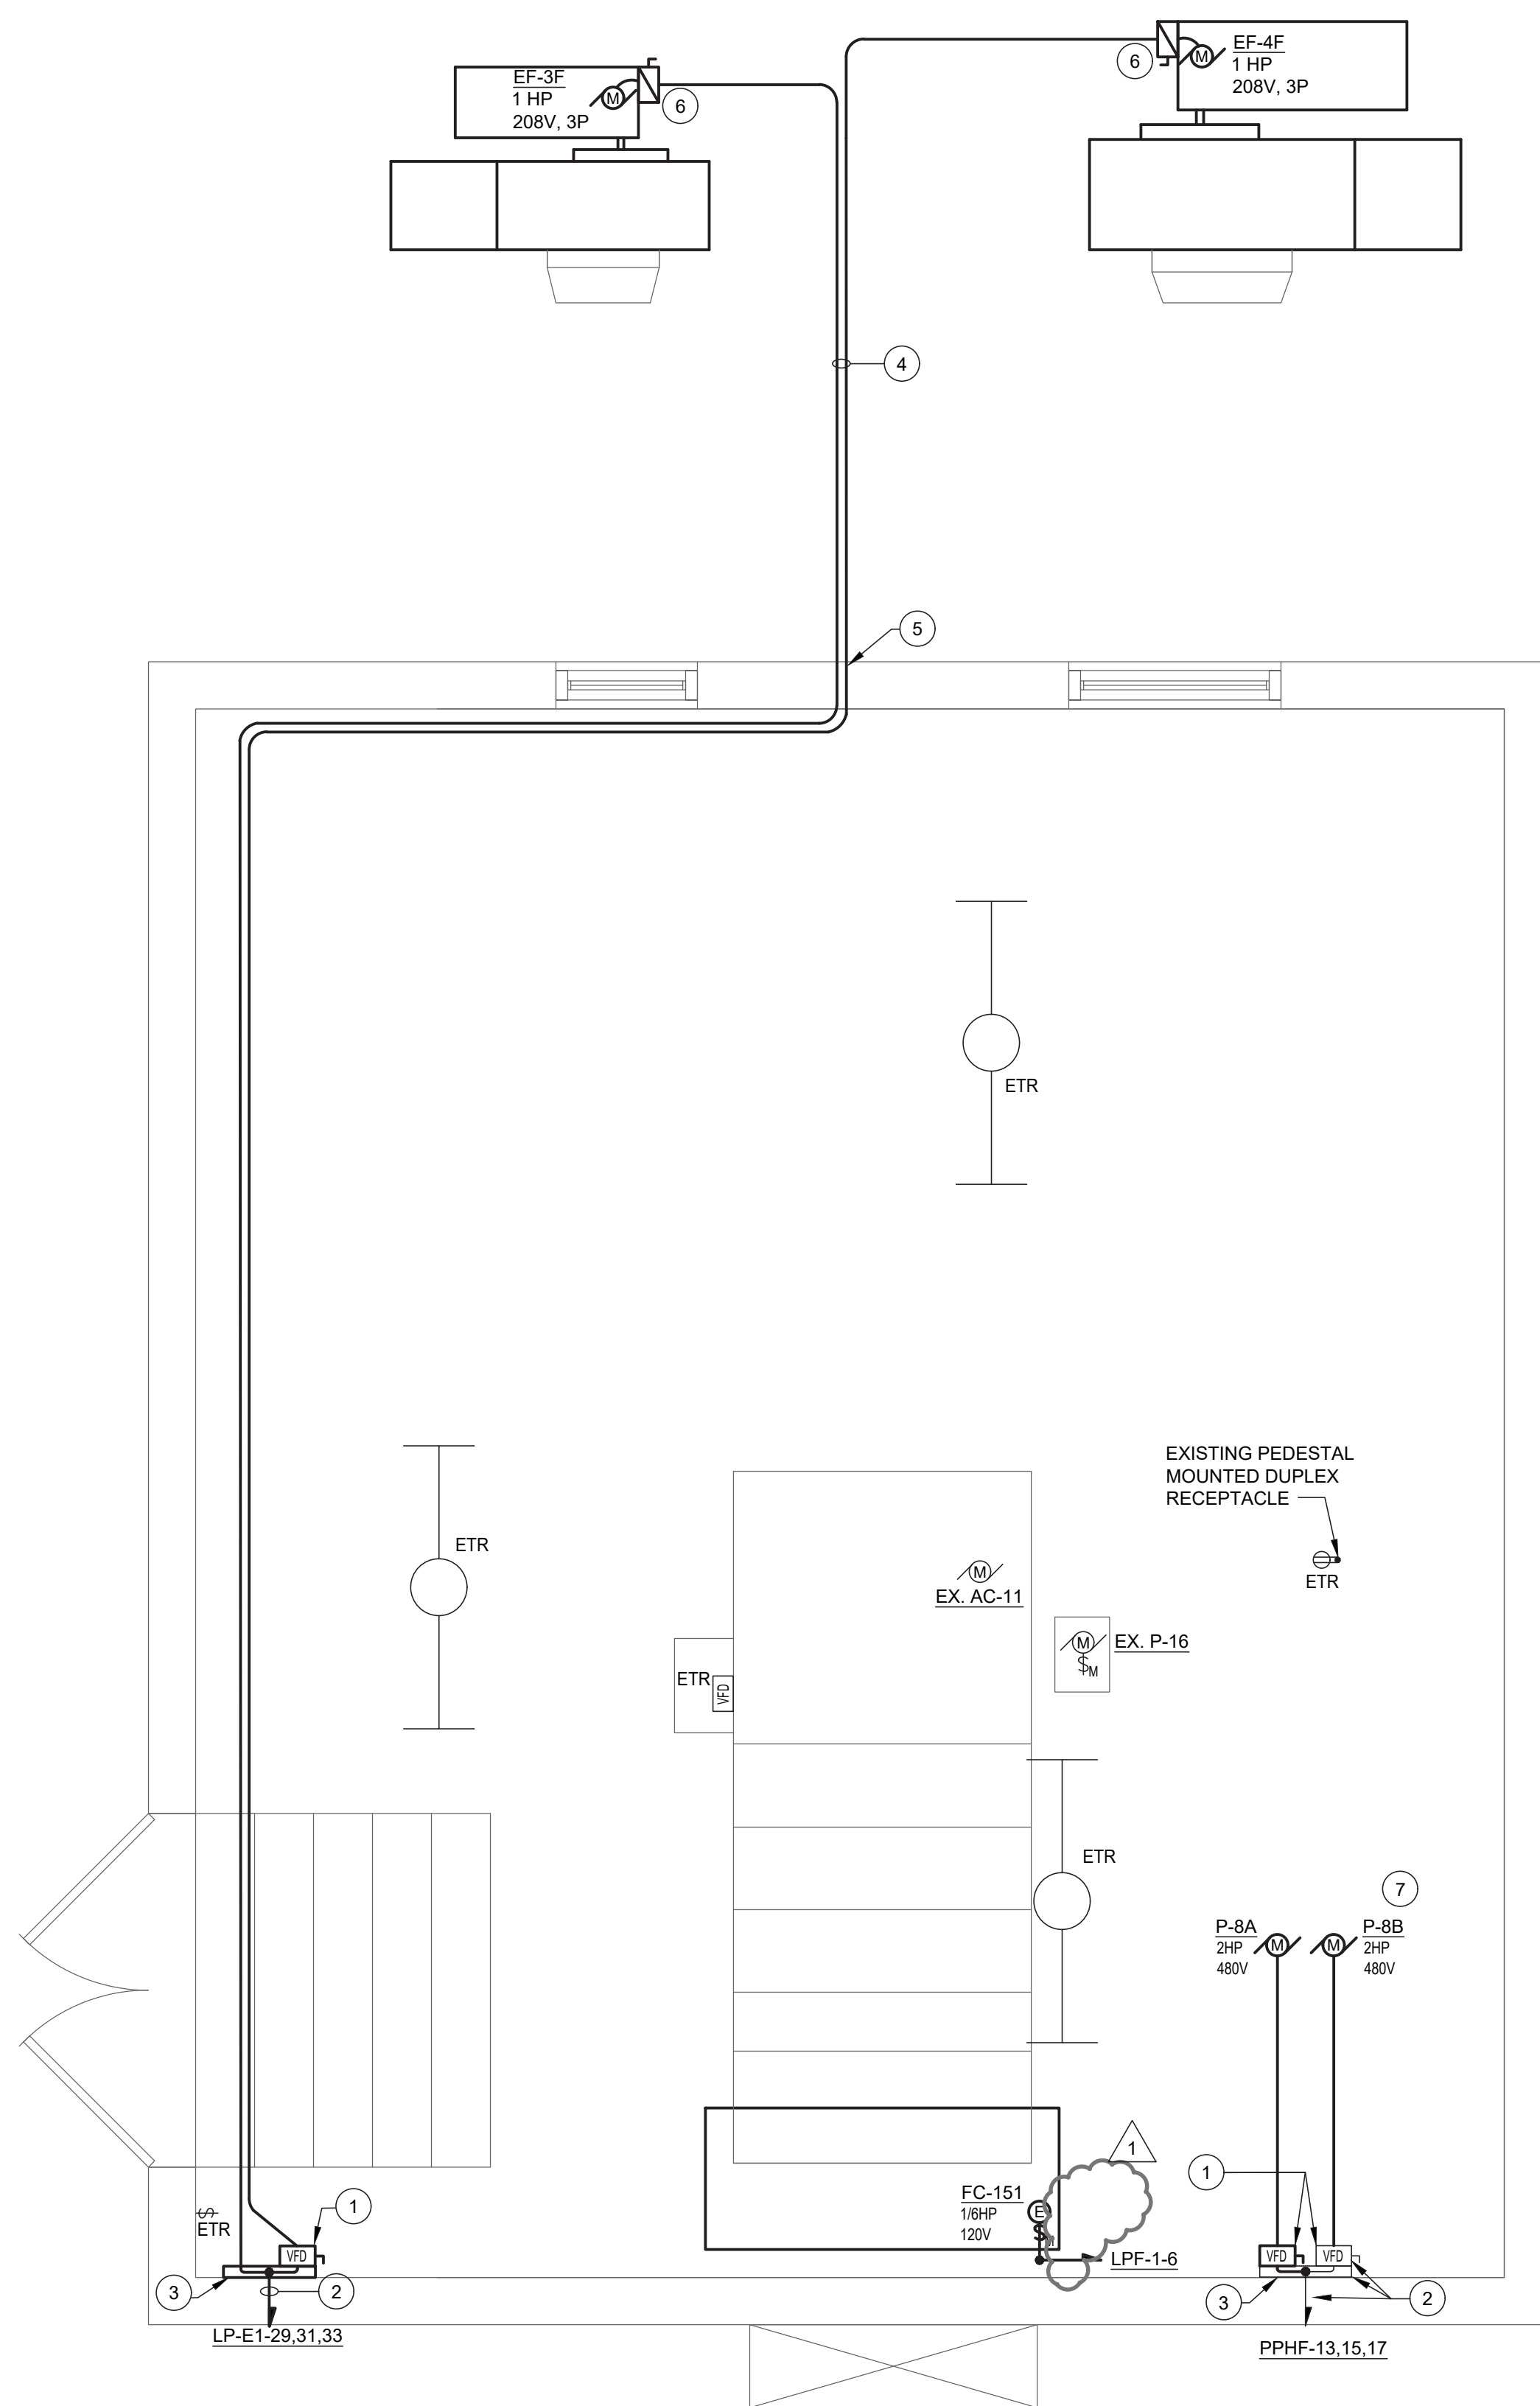 EF-4F
1 HP
208V, 3P
M
6
EF-3F
1 HP
208V, 3P
M
6
4
5
ETR
EXISTING PEDESTAL
MOUNTED DUPLEX
RECEPTACLE
ETR
ETR
M
EX. AC-11
M
EX. P-16
$M
ETR
VFD
ETR
7
P-8A
2HP
480V
M
M
P-8B
2HP
480V
1
FC-151
1/6HP
120V
E
$
LPF-1-6
1
$
ETR
1
VFD
3
2
LP-E1-29,31,33
VFD
VFD
3
2
PPHF-13,15,17